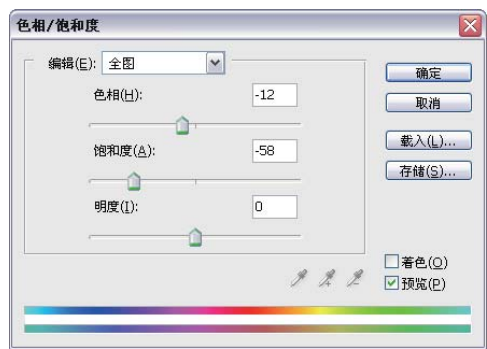 色相/饱和度
编辑(E): 全图
确定
色相(H): -12
取消
载入(L)...
饱和度(A): -58
存储(S)...
明度(I): 0
着色(O)
预览(P)